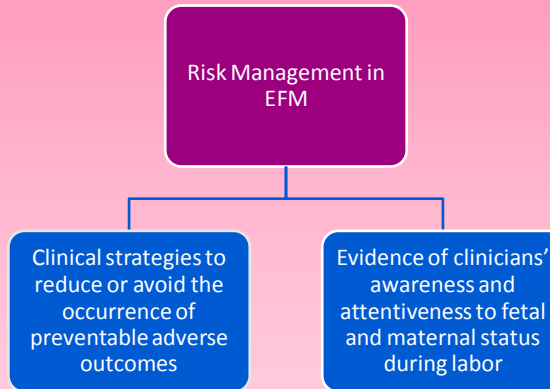 Risk Management in
EFM
Clinical strategies to
reduce or avoid the
occurrence of
preventable adverse
outcomes
Evidence of clinicians’
awareness and
attentiveness to fetal
and maternal status
during labor